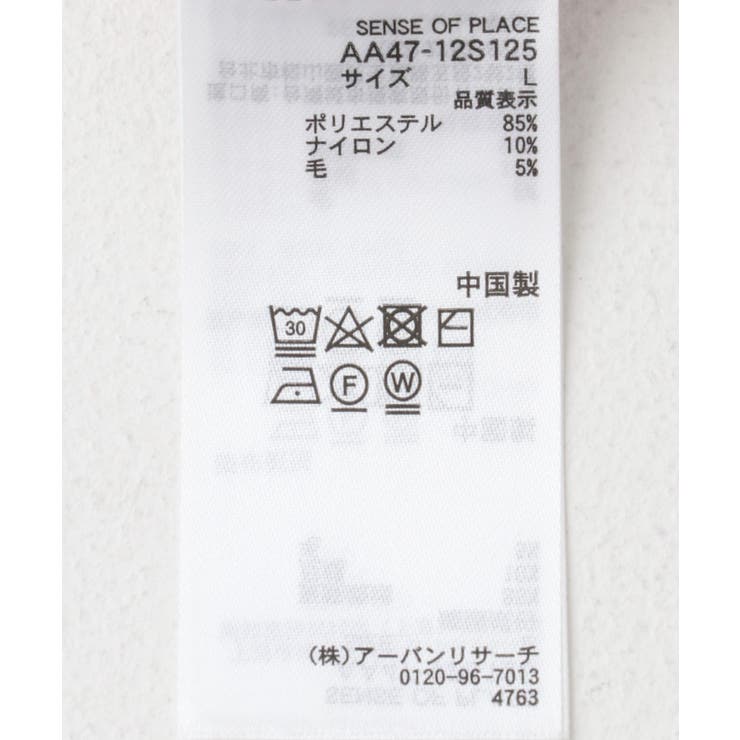 SENSE OF PLACE
AA47-12S125
サイズ L
品質表示
ポリエステル 85%
ナイロン 10%
毛 5%
中国製
30
F W
(株)アーバンリサーチ
0120-96-7013
4763